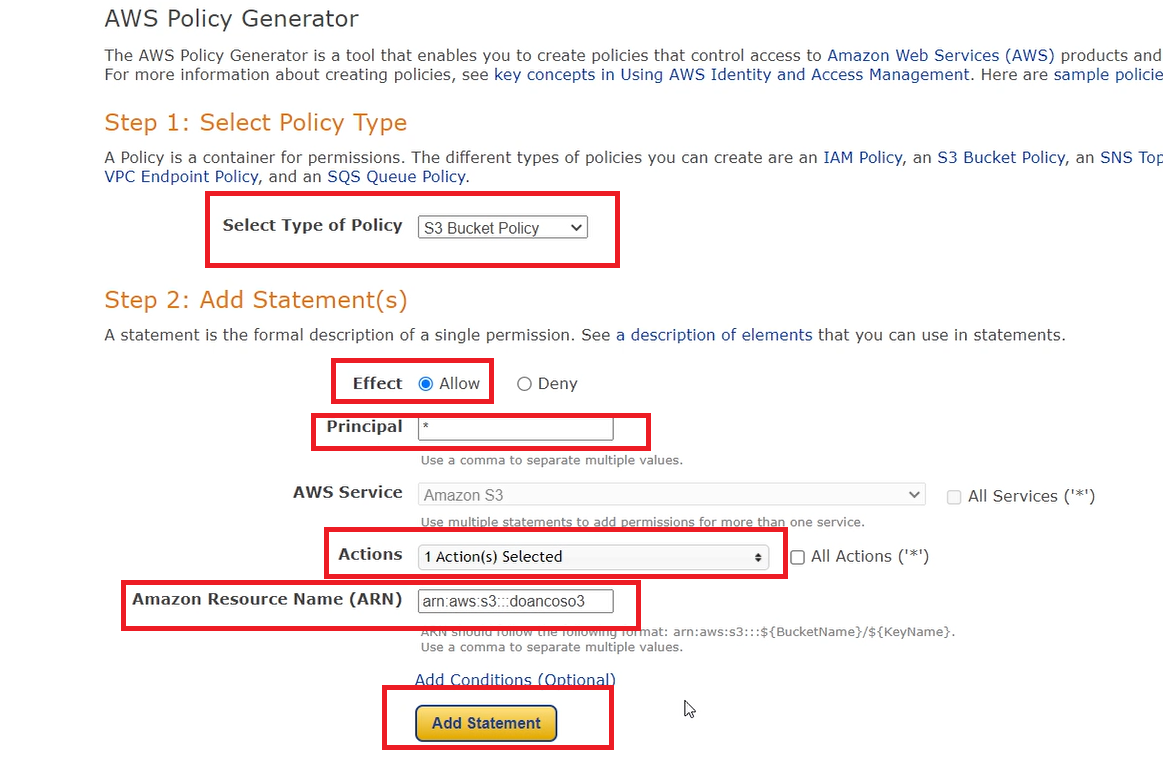 AWS Policy Generator
The AWS Policy Generator is a tool that enables you to create policies that control access to Amazon Web Services (AWS) products and
For more information about creating policies, see key concepts in Using AWS Identity and Access Management. Here are sample policie
Step 1: Select Policy Type
A Policy is a container for permissions. The different types of policies you can create are an IAM Policy, an S3 Bucket Policy, an SNS Top
VPC Endpoint Policy, and an SQS Queue Policy.
Select Type of Policy S3 Bucket Policy
Step 2: Add Statement(s)
A statement is the formal description of a single permission. See a description of elements that you can use in statements.
Effect Allow Deny
Principal *
Use a comma to separate multiple values.
AWS Service Amazon S3 All Services ('*')
Use multiple statements to add permissions for more than one service.
Actions 1 Action(s) Selected All Actions ('*')
Amazon Resource Name (ARN) arn:aws:s3:::doancoso3
ARN should follow the following format: arn:aws:s3:::${BucketName}/${KeyName}.
Use a comma to separate multiple values.
Add Conditions (Optional)
Add Statement